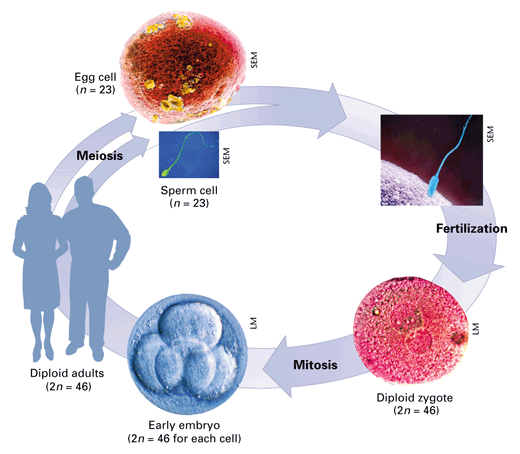 Egg cell
(n = 23)
SEM
Meiosis
SEM
Sperm cell
(n = 23)
SEM
Fertilization
LM
Diploid zygote
(2n = 46)
Mitosis
LM
Early embryo
(2n = 46 for each cell)
Diploid adults
(2n = 46)